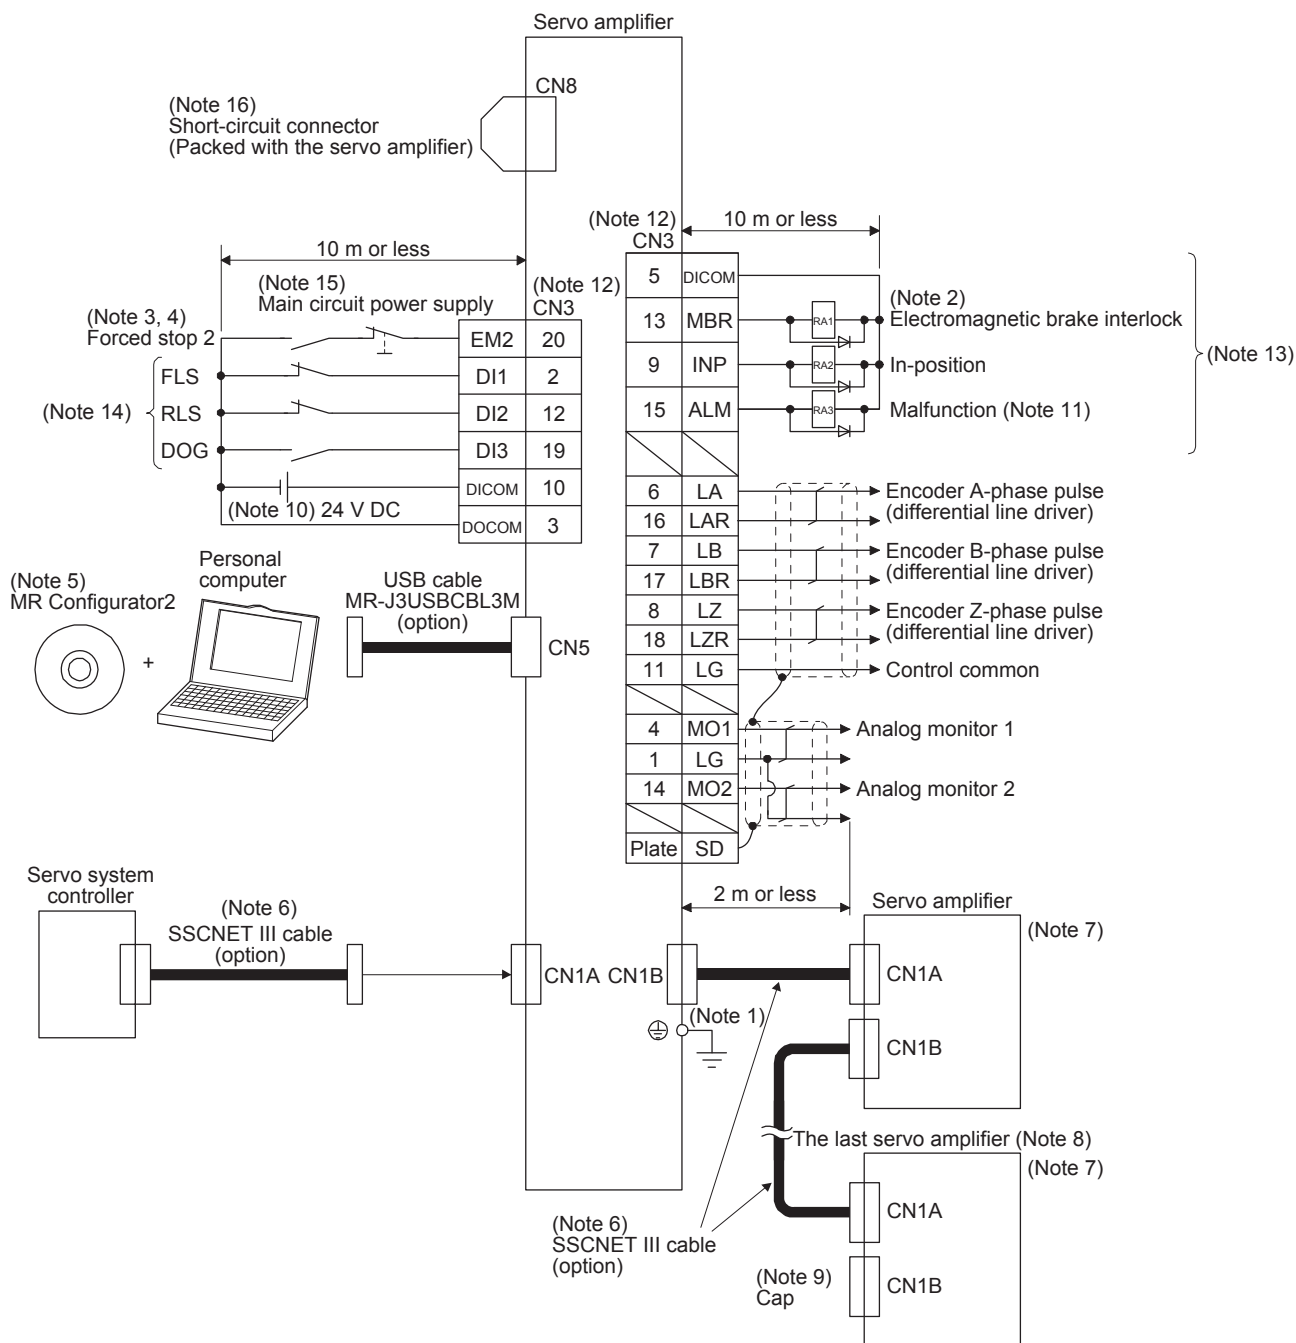 Servo amplifier
CN8
(Note 16)
Short-circuit connector
(Packed with the servo amplifier)
10 m or less
(Note 15)
Main circuit power supply
(Note 12)
CN3
(Note 3, 4)
Forced stop 2
EM2 20
FLS DI1 2
(Note 14) RLS DI2 12
DOG DI3 19
DICOM 10
(Note 10) 24 V DC
DOCOM 3
(Note 12)
CN3
10 m or less
5 DICOM
(Note 2)
13 MBR RA1 Electromagnetic brake interlock
9 INP RA2 In-position
(Note 13)
15 ALM RA3 Malfunction (Note 11)
6 LA Encoder A-phase pulse
16 LAR (differential line driver)
7 LB Encoder B-phase pulse
17 LBR (differential line driver)
8 LZ Encoder Z-phase pulse
18 LZR (differential line driver)
11 LG Control common
4 MO1 Analog monitor 1
1 LG
14 MO2 Analog monitor 2
Plate SD
2 m or less
(Note 5)
MR Configurator2
+
Personal
computer
USB cable
MR-J3USBCBL3M
(option)
CN5
Servo system
controller
(Note 6)
SSCNET III cable
(option)
CN1A CN1B
(Note 1)
Servo amplifier
(Note 7)
CN1A
CN1B
The last servo amplifier (Note 8)
(Note 7)
CN1A
(Note 6)
SSCNET III cable
(option)
(Note 9)
Cap
CN1B